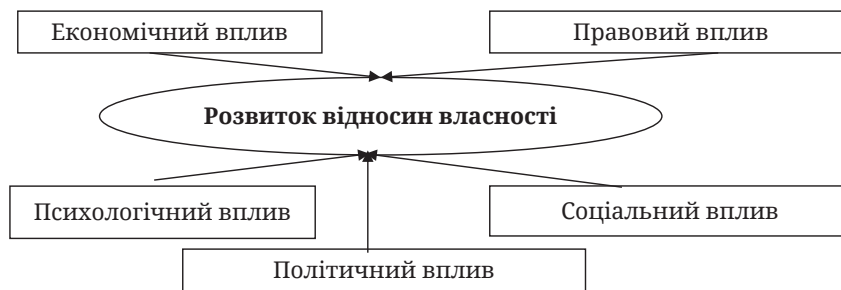 Економічний вплив
Правовий вплив
Розвиток відносин власності
Психологічний вплив
Соціальний вплив
Політичний вплив